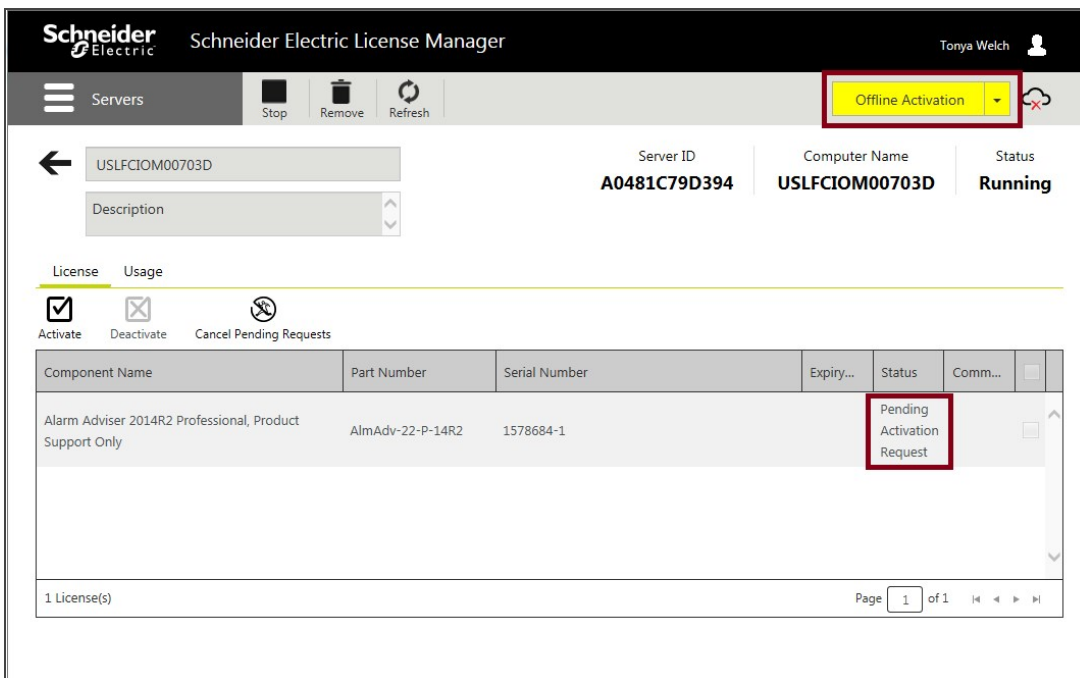 Schneider Electric
Schneider Electric License Manager
Tonya Welch
Servers
Stop
Remove
Refresh
Offline Activation
USLFCIOM00703D
Description
Server ID
A0481C79D394
Computer Name
USLFCIOM00703D
Status
Running
License
Usage
Activate
Deactivate
Cancel Pending Requests
Component Name
Part Number
Serial Number
Expiry...
Status
Comm...
Alarm Adviser 2014R2 Professional, Product
Support Only
AlmAdv-22-P-14R2
1578684-1
Pending
Activation
Request
1 License(s)
Page 1 of 1